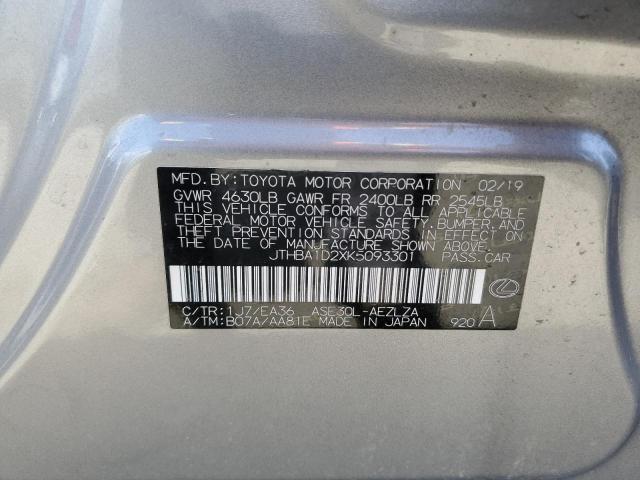 MFD.BY:TOYOTA MOTOR CORPORATION 02/19
GVWR 4630LB GAWR FR 2400LB RR 2545LB
THIS VEHICLE CONFORMS TO ALL APPLICABLE
FEDERAL MOTOR VEHICLE SAFETY,BUMPER,AND
THEFT PREVENTION STANDARDS IN EFFECT ON
THE DATE OF MANUFACTURE SHOWN ABOVE.
JTHBA1D2XK5093301 PASS.CAR
C/TR:1J7/EA36 ASE30L-AEZLZA
A/TM:B07A/AA81E MADE IN JAPAN 920 A